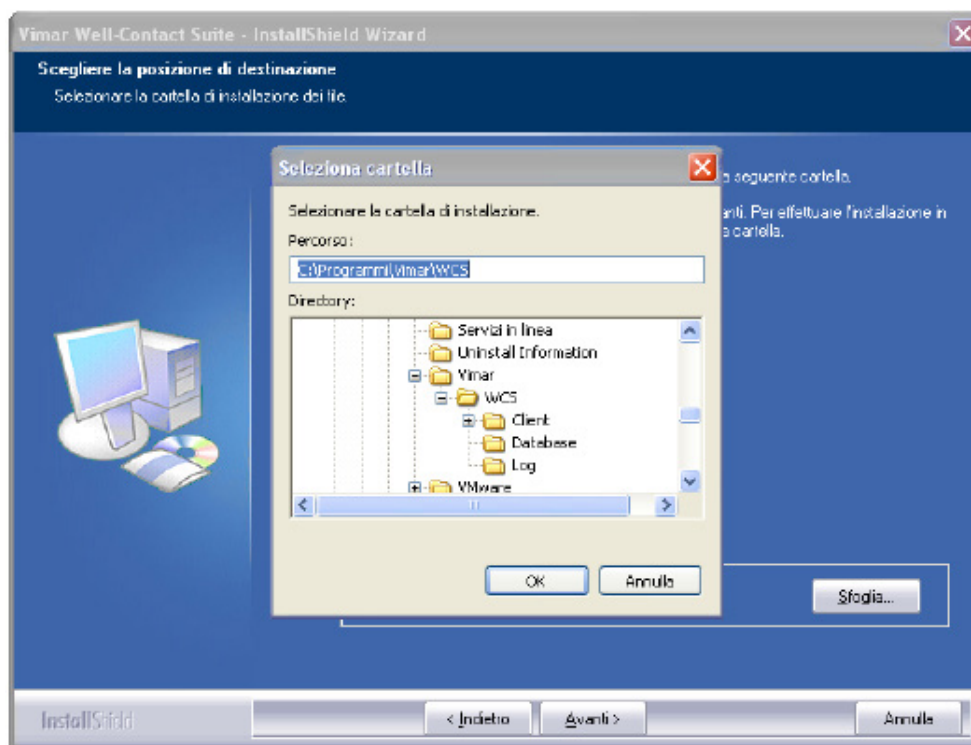 Vimar Well-Contact Suite - InstallShield Wizard
Scegliere la posizione di destinazione
Selezionare la cartella di installazione dei file.
Seleziona cartella
a seguente cartella.
Selezionare la cartella di installazione.
anti. Per effettuare l'installazione in
a cartella.
Percorso:
C:\Programmi\Vimar\WCS
Directory:
Servizi in linea
Uninstall Information
Vimar
WCS
Client
Database
Log
VMware
OK
Annulla
Sfoglia...
InstallShield
< Indietro
Avanti >
Annulla